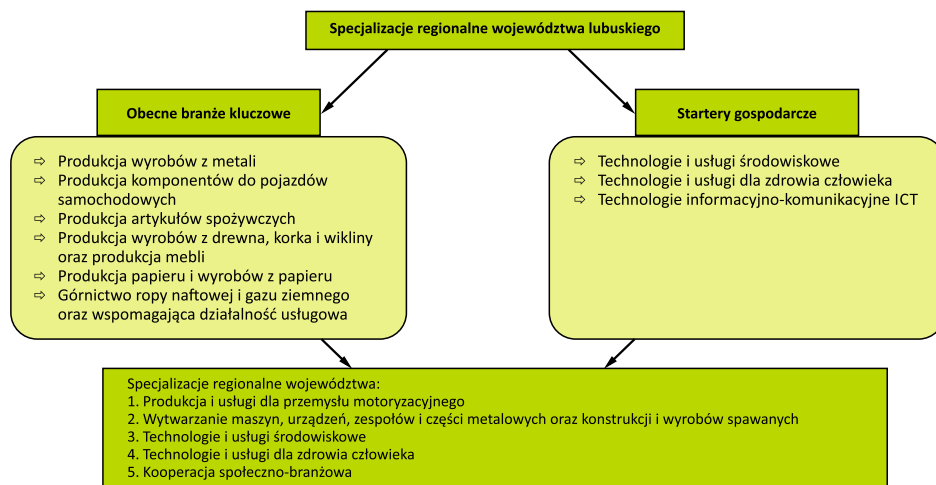 Specjalizacje regionalne województwa lubuskiego
Obecne branże kluczowe
⇨ Produkcja wyrobów z metali
⇨ Produkcja komponentów do pojazdów
samochodowych
⇨ Produkcja artykułów spożywczych
⇨ Produkcja wyrobów z drewna, korka i wikliny
oraz produkcja mebli
⇨ Produkcja papieru i wyrobów z papieru
⇨ Górnictwo ropy naftowej i gazu ziemnego
oraz wspomagająca działalność usługowa
Startery gospodarcze
⇨ Technologie i usługi środowiskowe
⇨ Technologie i usługi dla zdrowia człowieka
⇨ Technologie informacyjno-komunikacyjne ICT
Specjalizacje regionalne województwa:
1. Produkcja i usługi dla przemysłu motoryzacyjnego
2. Wytwarzanie maszyn, urządzeń, zespołów i części metalowych oraz konstrukcji i wyrobów spawanych
3. Technologie i usługi środowiskowe
4. Technologie i usługi dla zdrowia człowieka
5. Kooperacja społeczno-branżowa